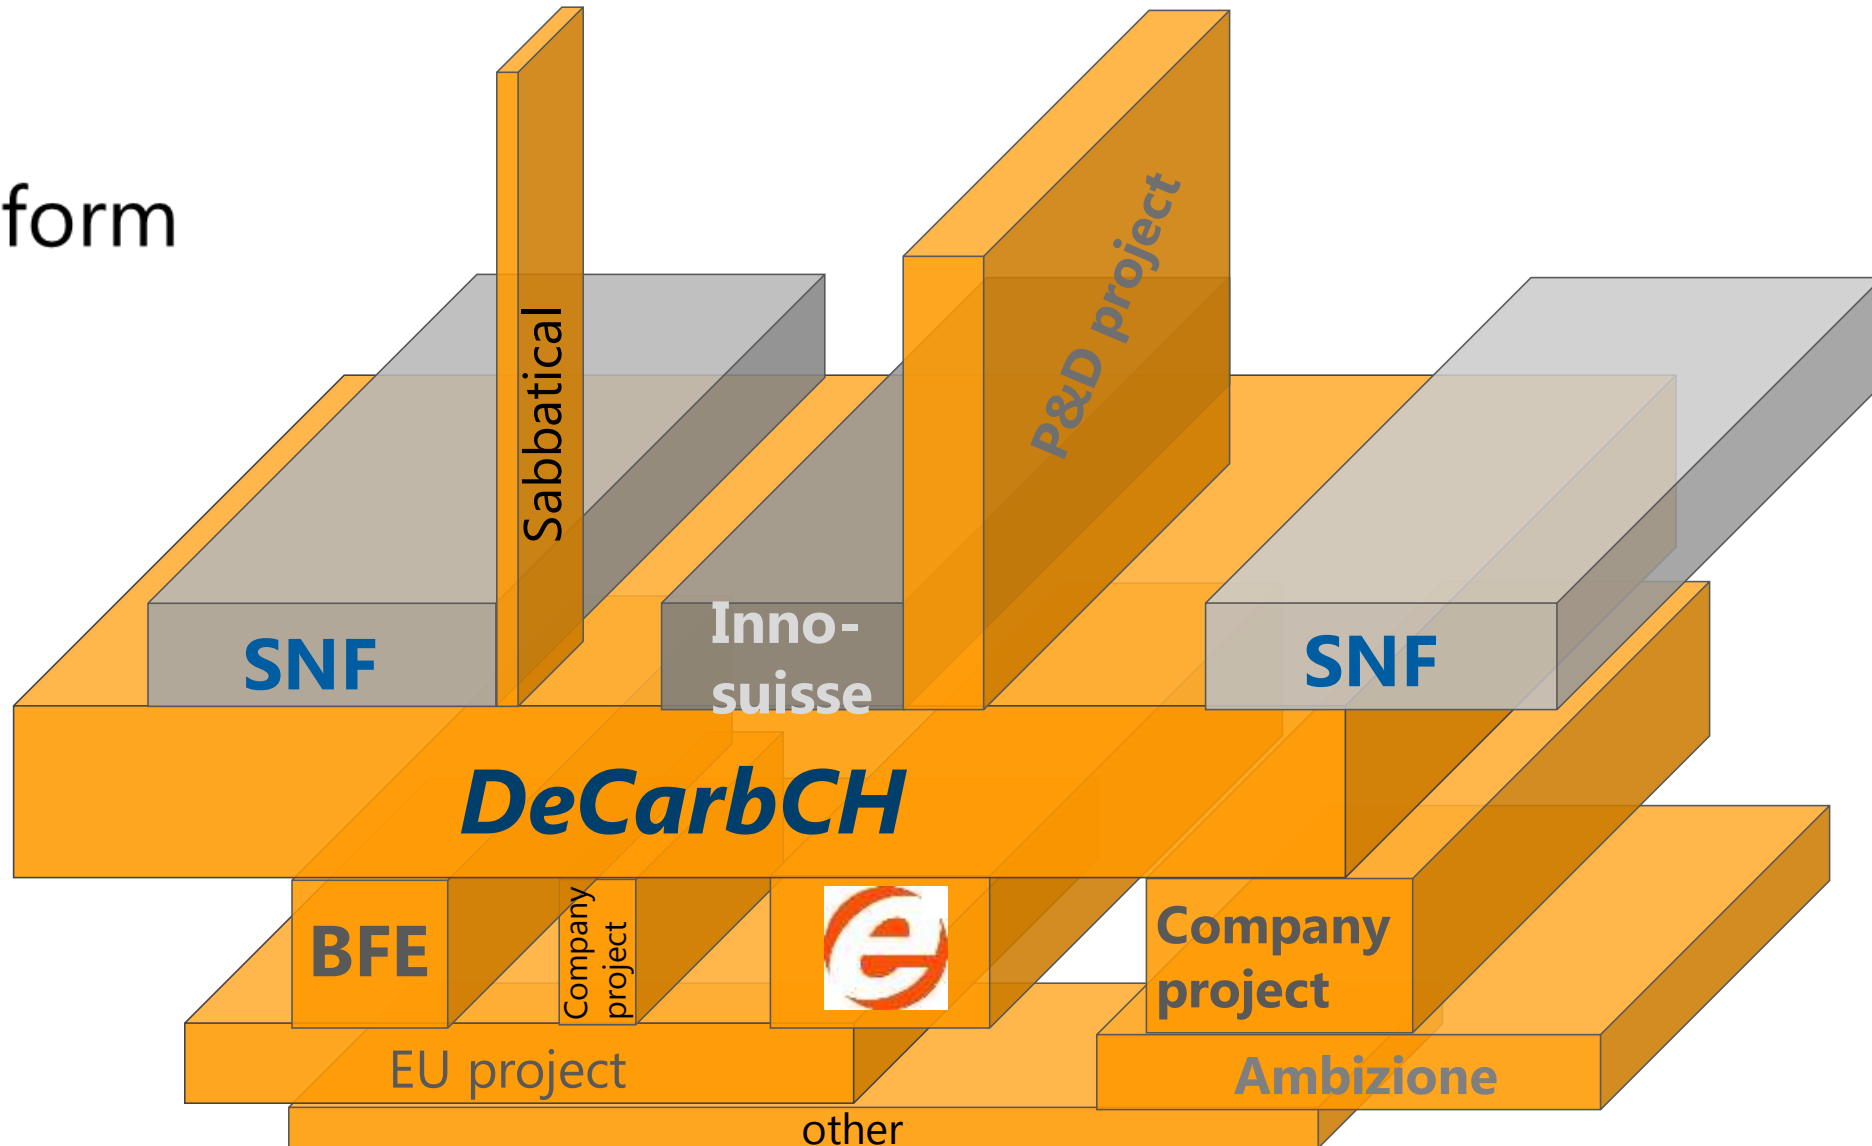 form
Sabbatical
P&D project
SNF
Inno-
suisse
SNF
DeCarbCH
BFE
Company
project
e
Company
project
EU project
Ambizione
other